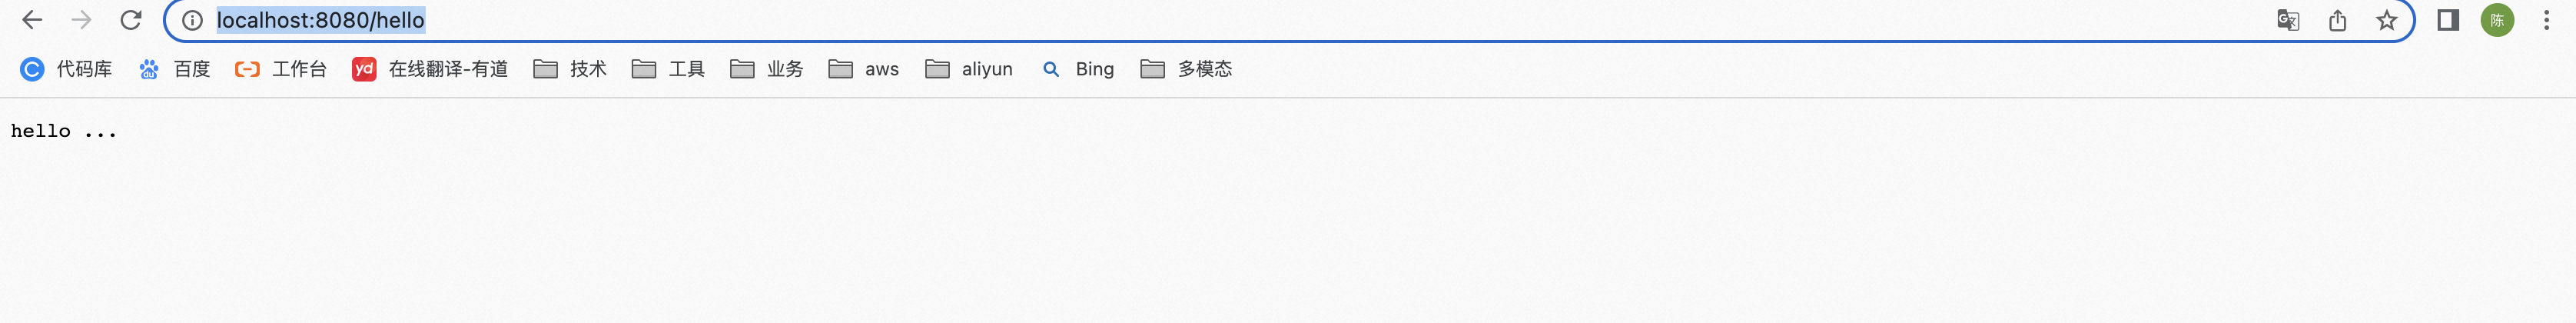 localhost:8080/hello
陈
代码库 百度 工作台 yd 在线翻译-有道 技术 工具 业务 aws aliyun Bing 多模态
hello ...